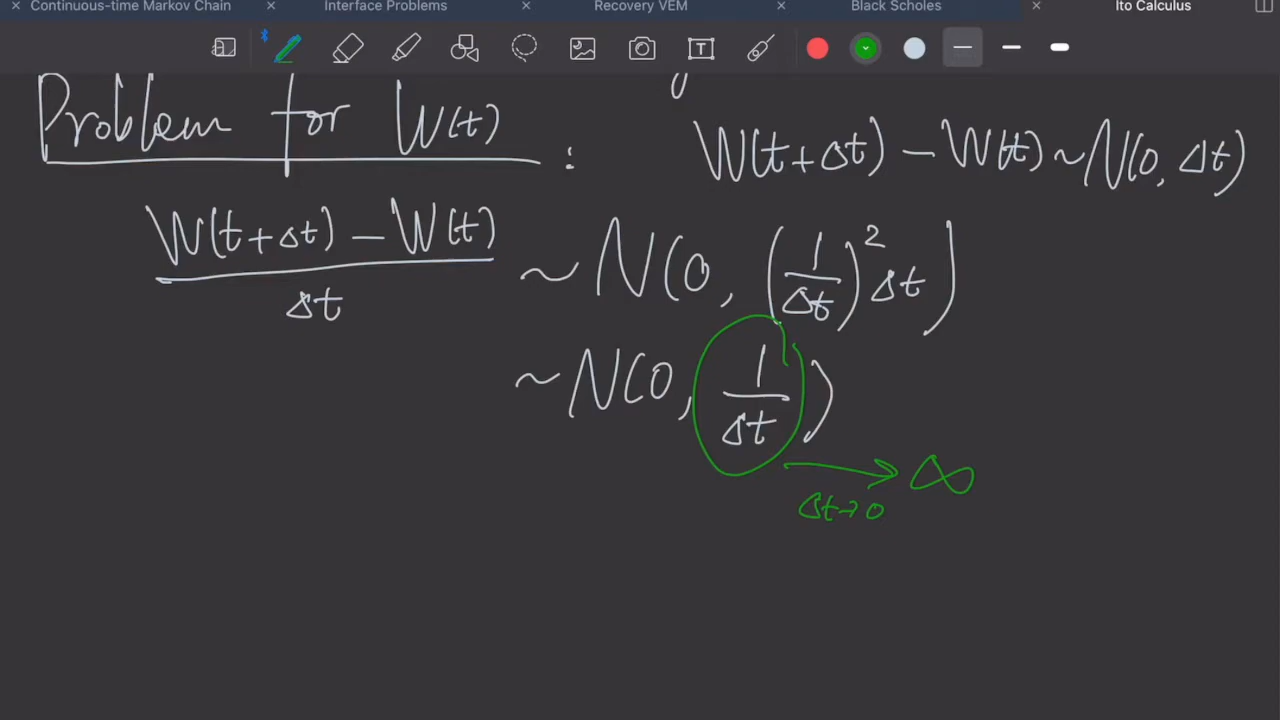 Continuous-time Markov Chain Interface Problems Recovery VEM Black Scholes Ito Calculus
T
Problem for W(t) :
W(t+Δt) − W(t) ~ N(0, Δt)
(W(t+Δt) − W(t)) / Δt ~ N(0, (1/Δt)² Δt)
~ N(0, 1/Δt)
Δt→0 ∞